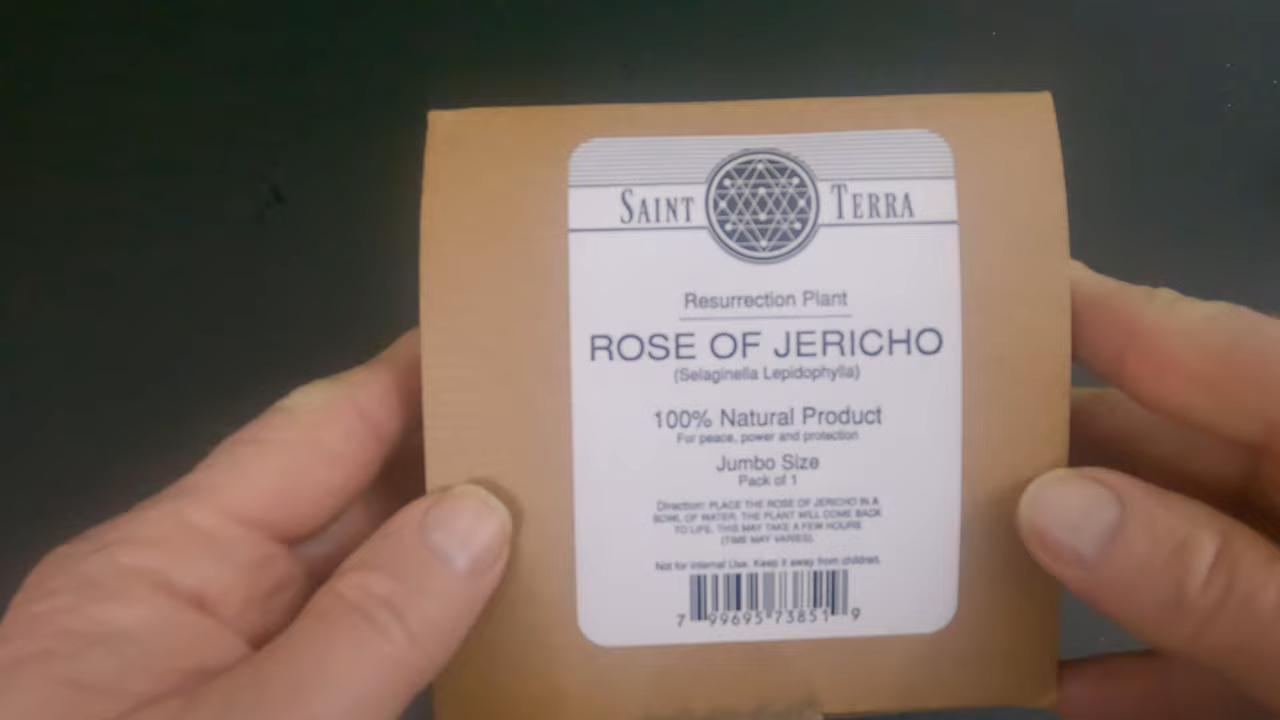 SAINT TERRA
Resurrection Plant
ROSE OF JERICHO
(Selaginella Lepidophylla)
100% Natural Product
For peace, power and protection
Jumbo Size
Pack of 1
Direction: PLACE THE ROSE OF JERICHO IN A
BOWL OF WATER. THE PLANT WILL COME BACK
TO LIFE. THIS MAY TAKE A FEW HOURS
(TIME MAY VARIES).
Not for internal Use. Keep it away from children.
7 99695 73851 9